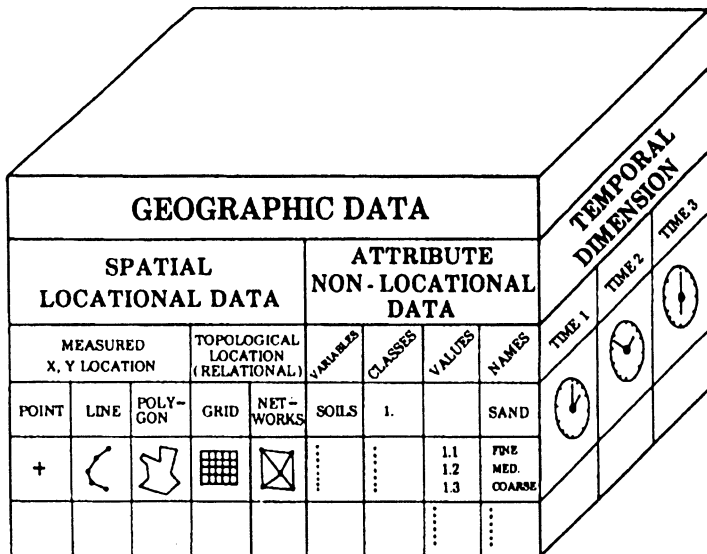 GEOGRAPHIC DATA
TEMPORAL
DIMENSION
SPATIAL
LOCATIONAL DATA
ATTRIBUTE
NON-LOCATIONAL
DATA
TIME 1
TIME 2
TIME 3
MEASURED
X, Y LOCATION
TOPOLOGICAL
LOCATION
(RELATIONAL)
VARIABLES
CLASSES
VALUES
NAMES
POINT
LINE
POLY-
GON
GRID
NET-
WORKS
SOILS
1.
SAND
1.1
1.2
1.3
FINE
MED.
COARSE